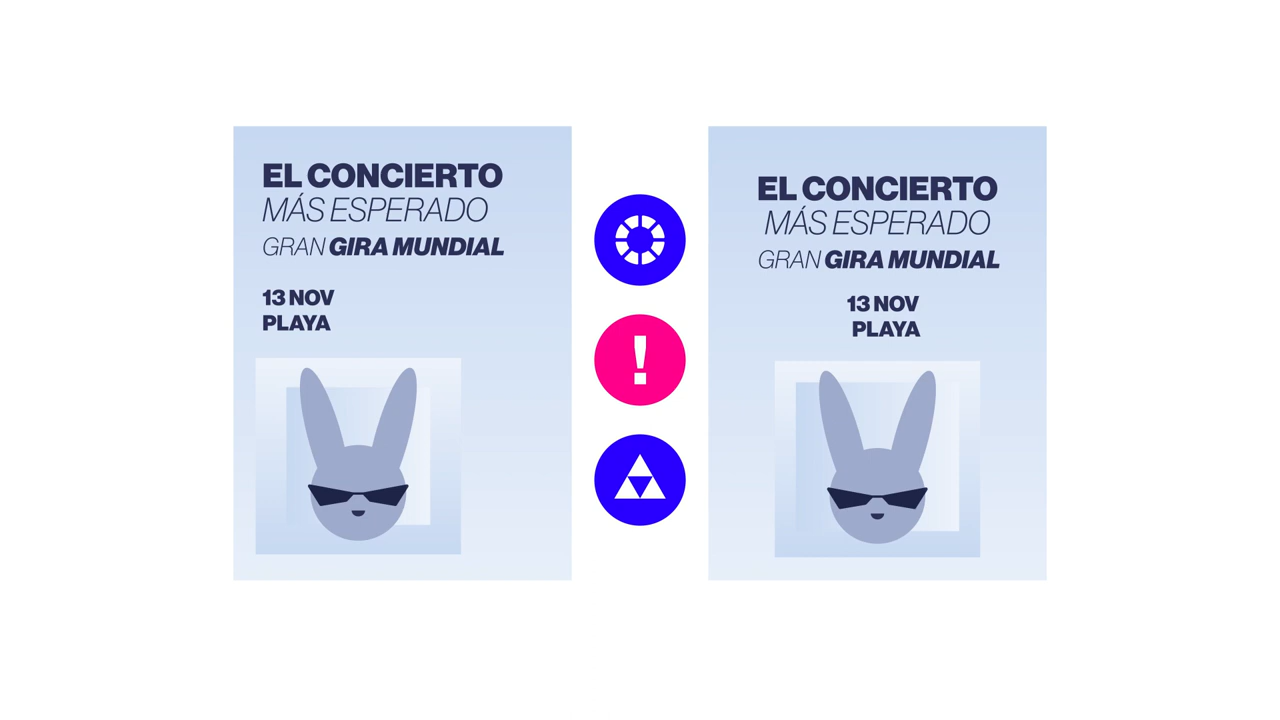 EL CONCIERTO
MÁS ESPERADO
GRAN GIRA MUNDIAL
13 NOV
PLAYA
!
EL CONCIERTO
MÁS ESPERADO
GRAN GIRA MUNDIAL
13 NOV
PLAYA